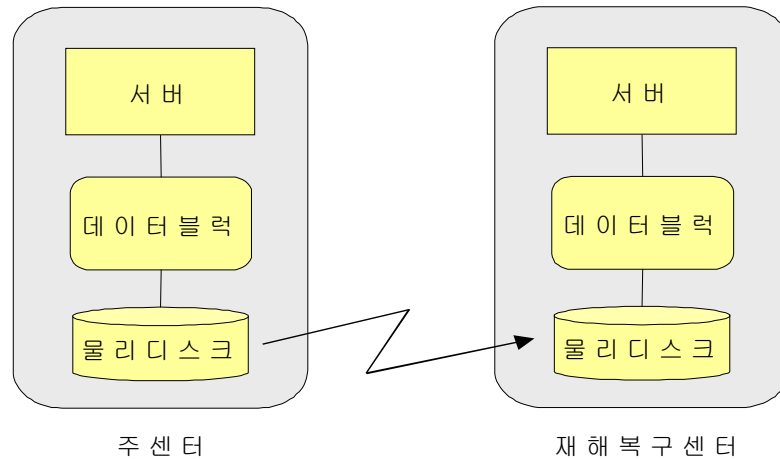 서버
데이터블럭
물리디스크
주센터
서버
데이터블럭
물리디스크
재해복구센터